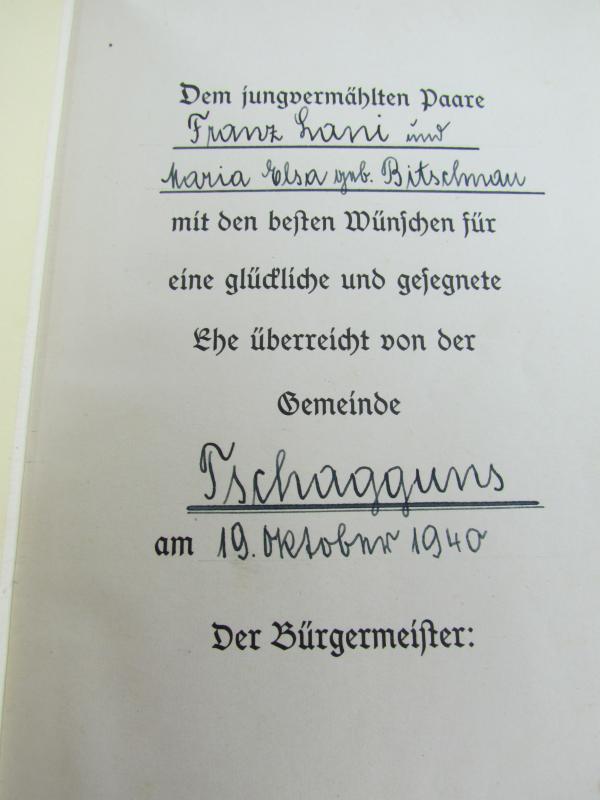 Dem jungvermählten Paare
Franz Lani und
Maria Elsa geb. Bitschnau
mit den besten Wünschen für
eine glückliche und gesegnete
Ehe überreicht von der
Gemeinde
Tschagguns
am 19. Oktober 1940
Der Bürgermeister: